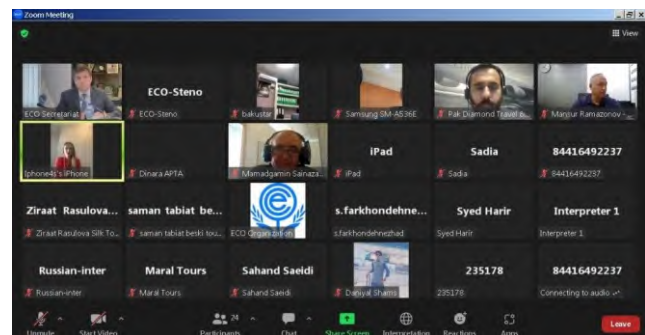 Zoom Meeting
View
ECO-Steno
ECO Secretariat
ECO-Steno
bakustar
Samsung SM-A536E
Pak Diamond Travel &
Manjur Ramazonov -
iPad
Sadia
84416492237
Iphone4s's iPhone
Dinara APTA
Mamadgamin Sainaza...
iPad
Sadia
84416492237
Ziraat Rasulova...
saman tabiat be...
s.farkhondehne...
Syed Harir
Interpreter 1
Ziraat Rasulova Silk To...
saman tabiat beski tou...
ECO Organization
s.farkhondehnezhad
Syed Harir
Interpreter 1
Russian-inter
Maral Tours
Sahand Saeidi
235178
84416492237
Russian-inter
Maral Tours
Sahand Saeidi
Daniyal Shams
235178
Connecting to audio
24
Unmute
Start Video
Participants
Chat
Share Screen
Interpretation
Reactions
Apps
Leave